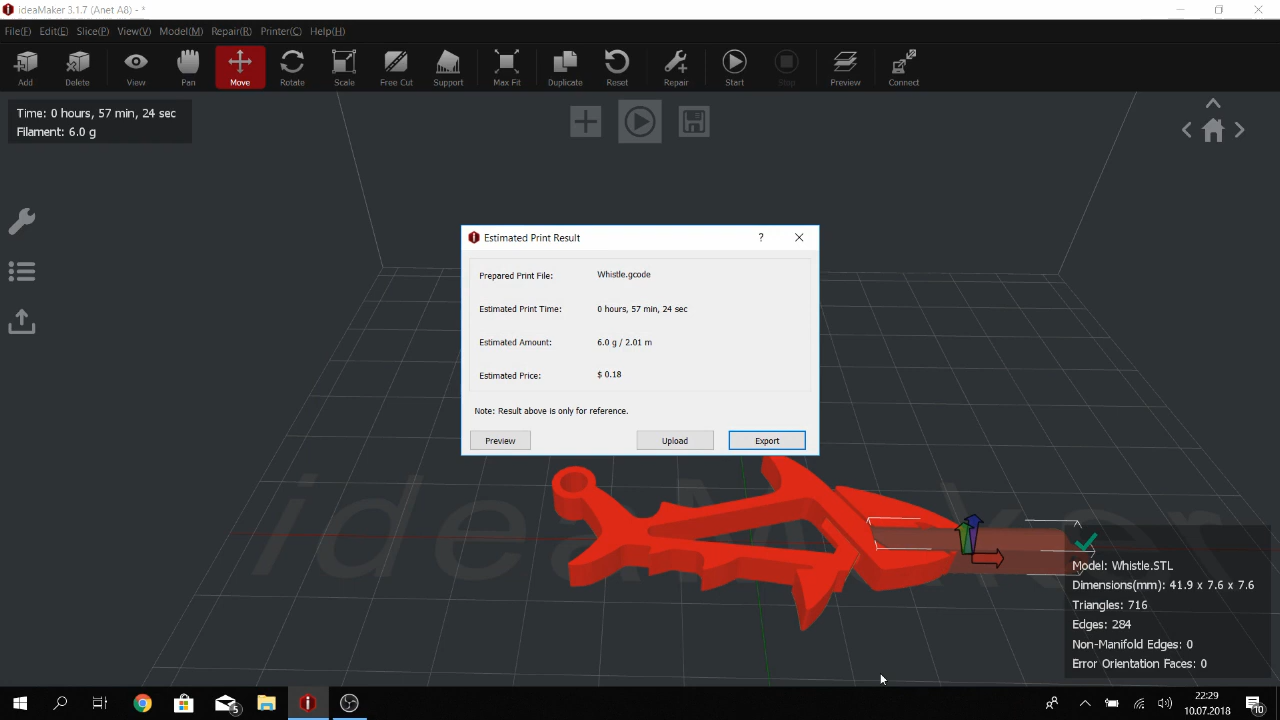 ideaMaker 3.1.7 (Anet A8) - *
File(F) Edit(E) Slice(P) View(V) Model(M) Repair(R) Printer(C) Help(H)
Add Delete View Pan Move Rotate Scale Free Cut Support Max Fit Duplicate Reset Repair Start Stop Preview Connect
Time: 0 hours, 57 min, 24 sec
Filament: 6.0 g
Estimated Print Result ?
Prepared Print File: Whistle.gcode
Estimated Print Time: 0 hours, 57 min, 24 sec
Estimated Amount: 6.0 g / 2.01 m
Estimated Price: $ 0.18
Note: Result above is only for reference.
Preview Upload Export
ideaMaker
Model: Whistle.STL
Dimensions(mm): 41.9 x 7.6 x 7.6
Triangles: 716
Edges: 284
Non-Manifold Edges: 0
Error Orientation Faces: 0
5
22:29
10.07.2018
10